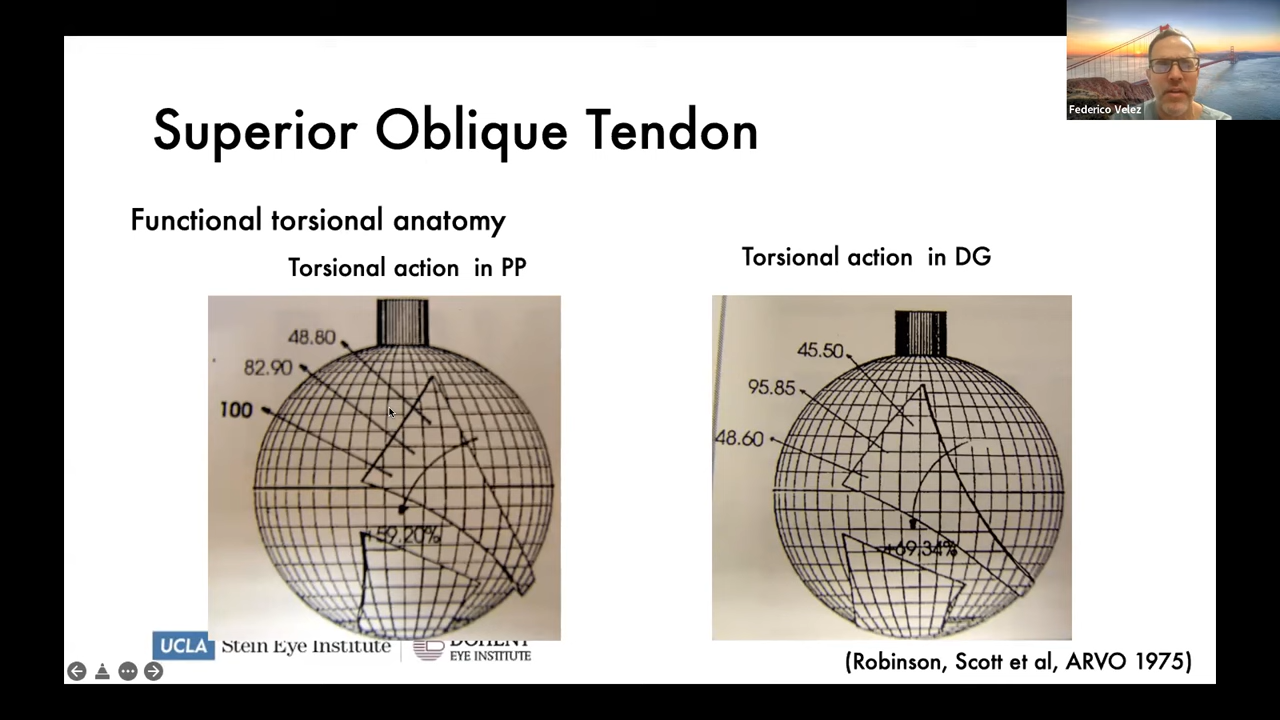 Federico Velez
Superior Oblique Tendon
Functional torsional anatomy
Torsional action in PP
Torsional action in DG
48.80
82.90
100
+59.20%
45.50
95.85
48.60
+69.34%
UCLA Stein Eye Institute
DOHENY
EYE INSTITUTE
(Robinson, Scott et al, ARVO 1975)